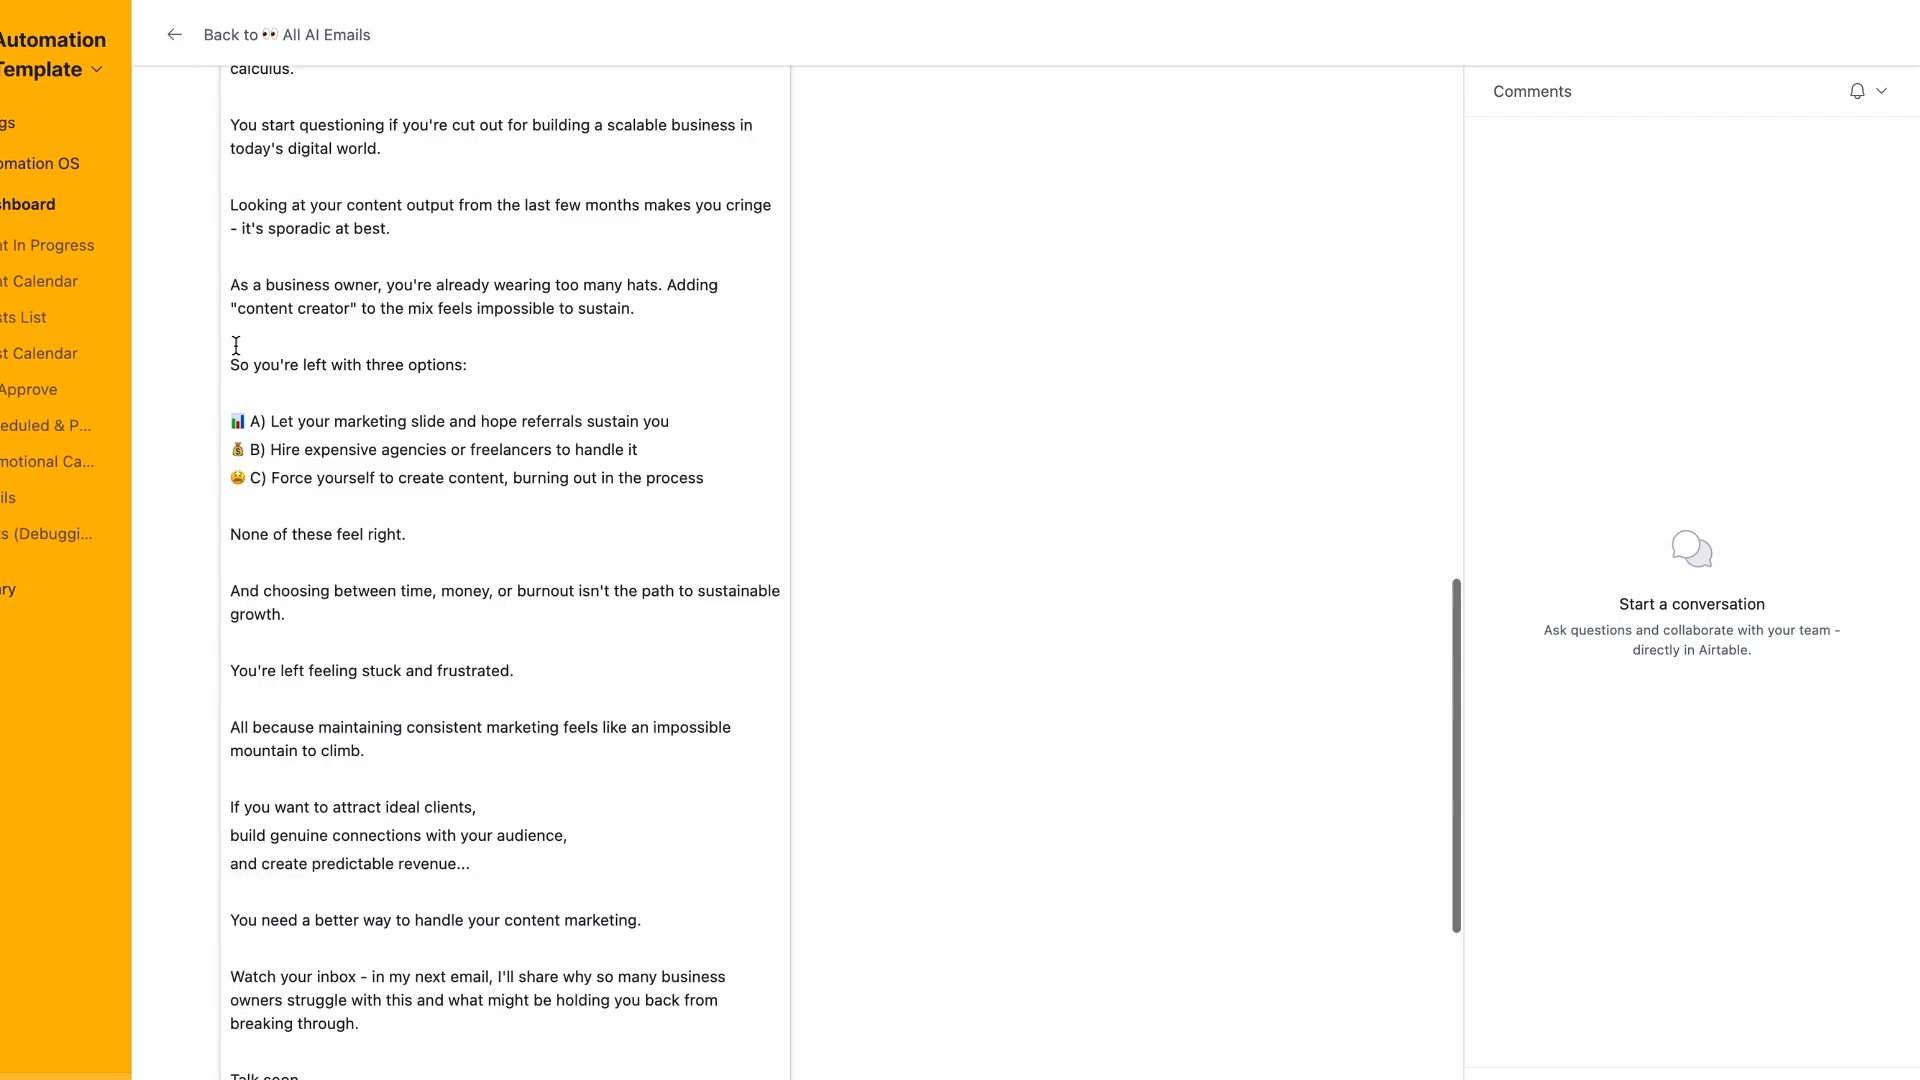 Automation
Template
gs
omation OS
shboard
nt In Progress
nt Calendar
sts List
st Calendar
Approve
eduled & P...
motional Ca...
ils
ts (Debuggi...
ry
← Back to 👀 All AI Emails
calculus.
You start questioning if you're cut out for building a scalable business in
today's digital world.
Looking at your content output from the last few months makes you cringe
- it's sporadic at best.
As a business owner, you're already wearing too many hats. Adding
"content creator" to the mix feels impossible to sustain.
So you're left with three options:
📊 A) Let your marketing slide and hope referrals sustain you
💰 B) Hire expensive agencies or freelancers to handle it
😫 C) Force yourself to create content, burning out in the process
None of these feel right.
And choosing between time, money, or burnout isn't the path to sustainable
growth.
You're left feeling stuck and frustrated.
All because maintaining consistent marketing feels like an impossible
mountain to climb.
If you want to attract ideal clients,
build genuine connections with your audience,
and create predictable revenue...
You need a better way to handle your content marketing.
Watch your inbox - in my next email, I'll share why so many business
owners struggle with this and what might be holding you back from
breaking through.
Talk soon
Comments
Start a conversation
Ask questions and collaborate with your team -
directly in Airtable.